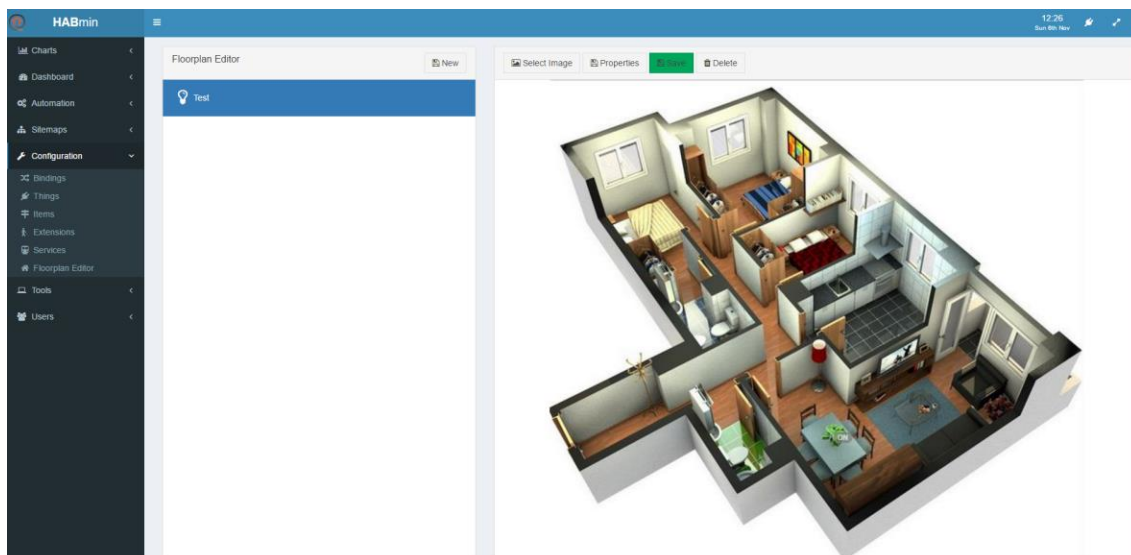 HABmin
12:26
Sun 6th Nov
Charts
Dashboard
Automation
Sitemaps
Configuration
Bindings
Things
Items
Extensions
Services
Floorplan Editor
Tools
Users
Floorplan Editor
New
Test
Select Image
Properties
Save
Delete